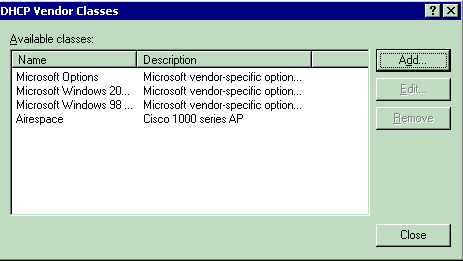 DHCP Vendor Classes
Available classes:
Name Description
Microsoft Options Microsoft vendor-specific option...
Microsoft Windows 20... Microsoft vendor-specific option...
Microsoft Windows 98 ... Microsoft vendor-specific option...
Airespace Cisco 1000 series AP
Add...
Edit...
Remove
Close